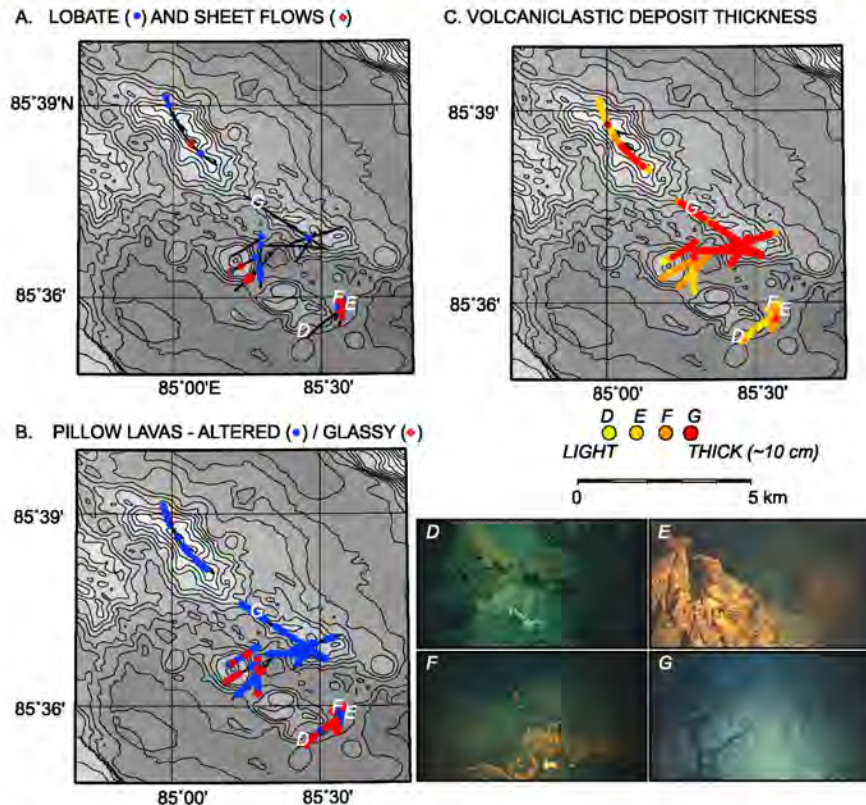 A. LOBATE (•) AND SHEET FLOWS (⋄)
85°39'N
G
F
E
D
85°36'
85°00'E
85°30'
B. PILLOW LAVAS - ALTERED (•) / GLASSY (⋄)
85°39'
G
F
E
D
85°36'
85°00'
85°30'
C. VOLCANICLASTIC DEPOSIT THICKNESS
85°39'
G
F
E
D
85°36'
85°00'
85°30'
D E F G
LIGHT THICK (~10 cm)
0 5 km
D
E
F
G